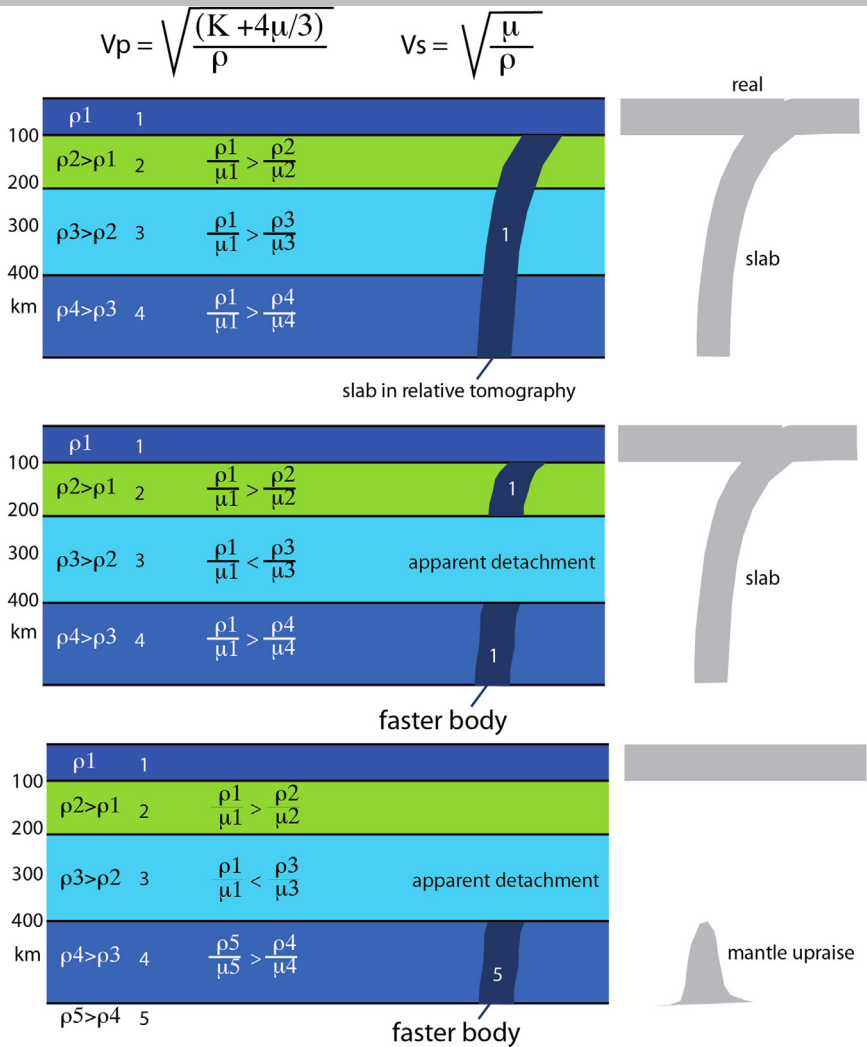 Vp = √((K +4μ/3)/ρ) Vs = √(μ/ρ)
real
ρ1 1
100
ρ2>ρ1 2 ρ1/μ1 > ρ2/μ2
200
300 ρ3>ρ2 3 ρ1/μ1 > ρ3/μ3 1 slab
400
km ρ4>ρ3 4 ρ1/μ1 > ρ4/μ4
slab in relative tomography
ρ1 1
100
ρ2>ρ1 2 ρ1/μ1 > ρ2/μ2 1
200
300 ρ3>ρ2 3 ρ1/μ1 < ρ3/μ3 apparent detachment slab
400
km ρ4>ρ3 4 ρ1/μ1 > ρ4/μ4 1
faster body
ρ1 1
100
ρ2>ρ1 2 ρ1/μ1 > ρ2/μ2
200
300 ρ3>ρ2 3 ρ1/μ1 < ρ3/μ3 apparent detachment
400
km ρ4>ρ3 4 ρ5/μ5 > ρ4/μ4 5 mantle upraise
ρ5>ρ4 5
faster body